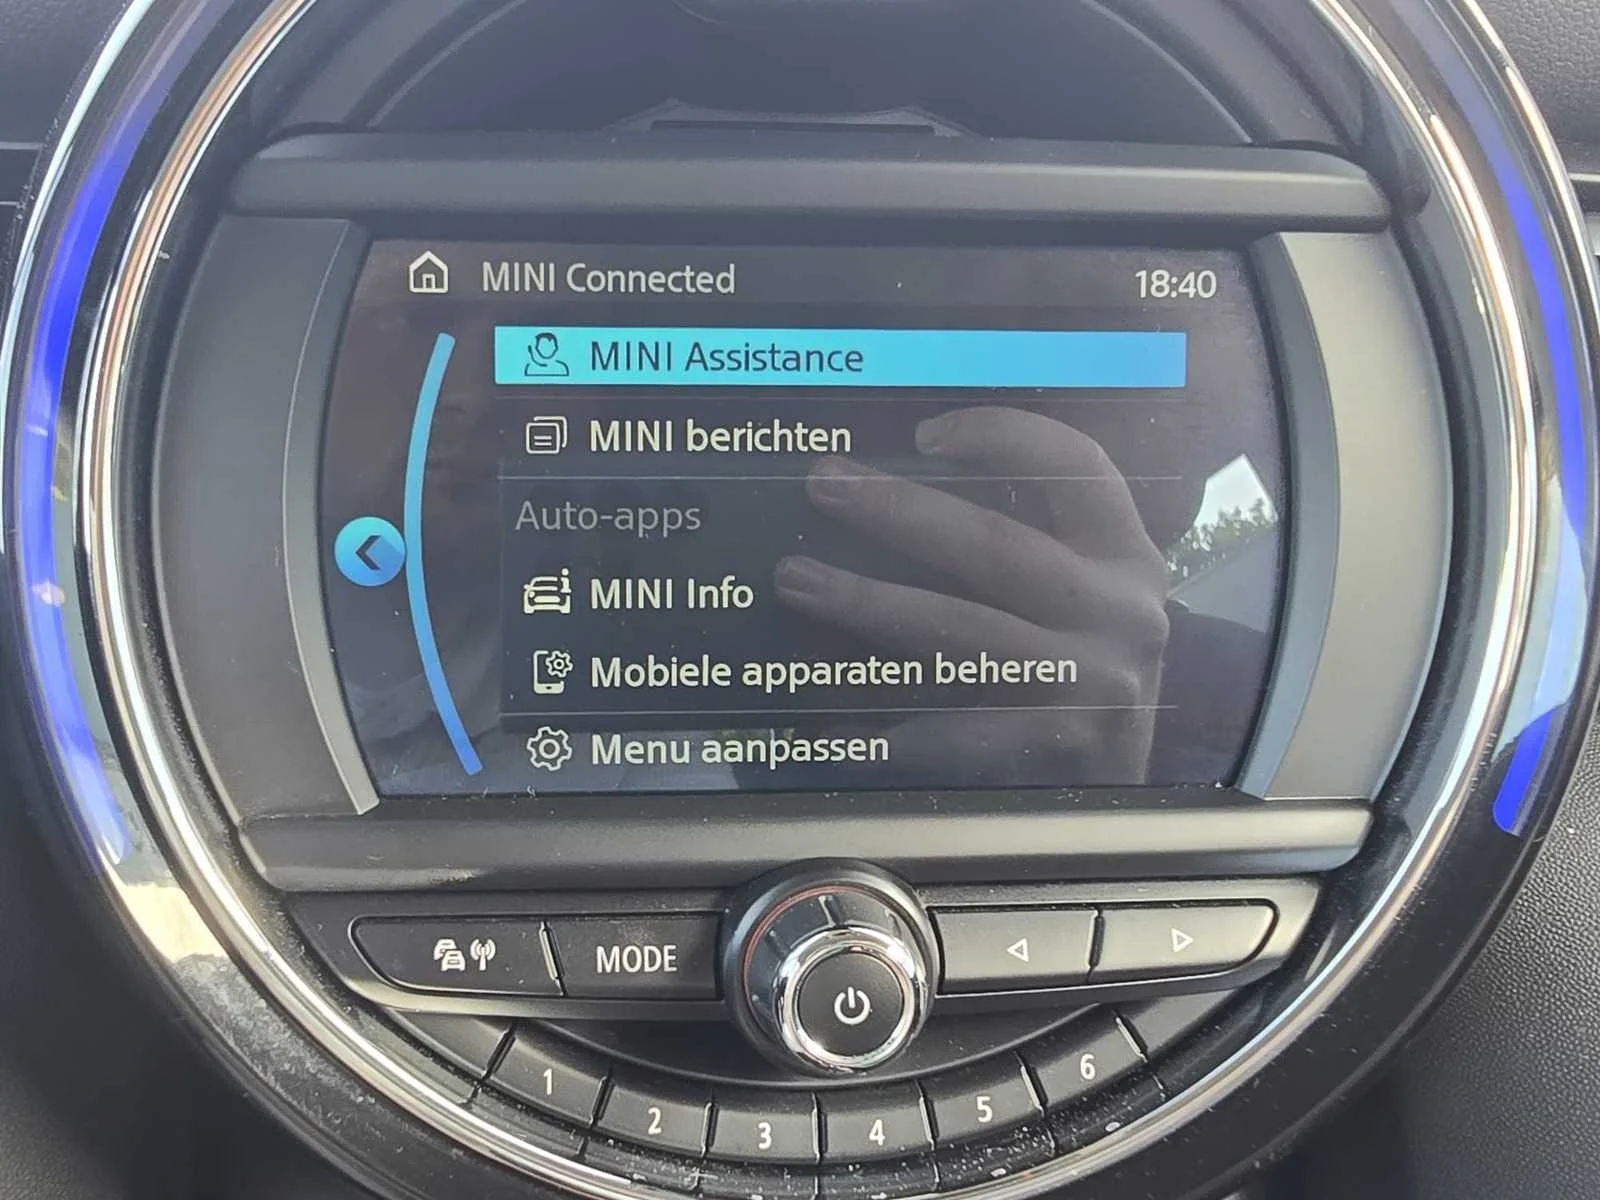 MINI Connected 18:40
MINI Assistance
MINI berichten
Auto-apps
MINI Info
Mobiele apparaten beheren
Menu aanpassen
MODE
1 2 3 4 5 6